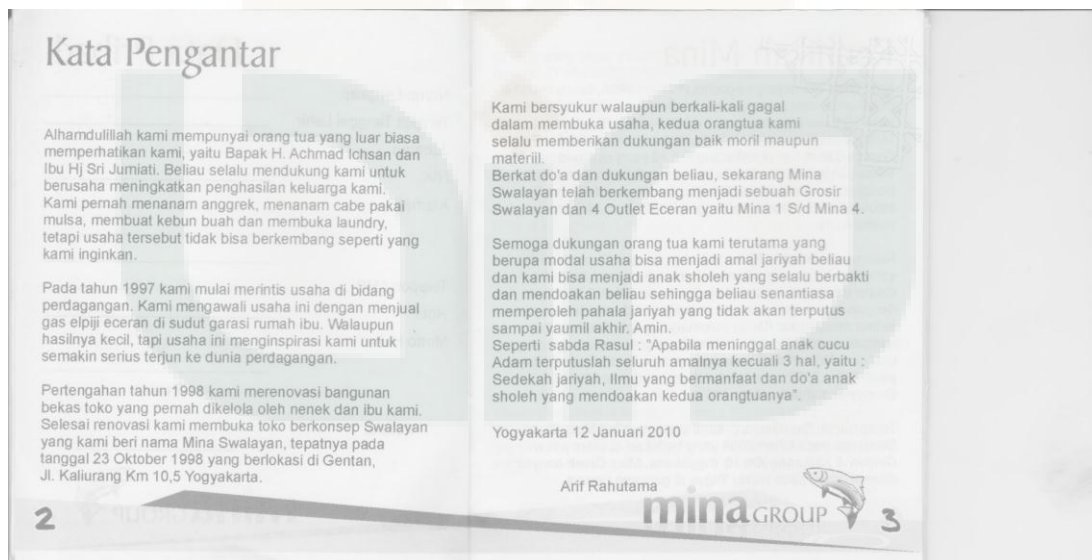 Kata Pengantar
Alhamdulillah kami mempunyai orang tua yang luar biasa
memperhatikan kami, yaitu Bapak H. Achmad Ichsan dan
Ibu Hj Sri Jumiati. Beliau selalu mendukung kami untuk
berusaha meningkatkan penghasilan keluarga kami.
Kami pernah menanam anggrek, menanam cabe pakai
mulsa, membuat kebun buah dan membuka laundry,
tetapi usaha tersebut tidak bisa berkembang seperti yang
kami inginkan.
Pada tahun 1997 kami mulai merintis usaha di bidang
perdagangan. Kami mengawali usaha ini dengan menjual
gas elpiji eceran di sudut garasi rumah ibu. Walaupun
hasilnya kecil, tapi usaha ini menginspirasi kami untuk
semakin serius terjun ke dunia perdagangan.
Pertengahan tahun 1998 kami merenovasi bangunan
bekas toko yang pernah dikelola oleh nenek dan ibu kami.
Selesai renovasi kami membuka toko berkonsep Swalayan
yang kami beri nama Mina Swalayan, tepatnya pada
tanggal 23 Oktober 1998 yang berlokasi di Gentan,
Jl. Kaliurang Km 10,5 Yogyakarta.
2
Kami bersyukur walaupun berkali-kali gagal
dalam membuka usaha, kedua orangtua kami
selalu memberikan dukungan baik moril maupun
materiil.
Berkat do'a dan dukungan beliau, sekarang Mina
Swalayan telah berkembang menjadi sebuah Grosir
Swalayan dan 4 Outlet Eceran yaitu Mina 1 S/d Mina 4.
Semoga dukungan orang tua kami terutama yang
berupa modal usaha bisa menjadi amal jariyah beliau
dan kami bisa menjadi anak sholeh yang selalu berbakti
dan mendoakan beliau sehingga beliau senantiasa
memperoleh pahala jariyah yang tidak akan terputus
sampai yaumil akhir. Amin.
Seperti sabda Rasul : "Apabila meninggal anak cucu
Adam terputuslah seluruh amalnya kecuali 3 hal, yaitu :
Sedekah jariyah, Ilmu yang bermanfaat dan do'a anak
sholeh yang mendoakan kedua orangtuanya".
Yogyakarta 12 Januari 2010
Arif Rahutama
mina GROUP
3